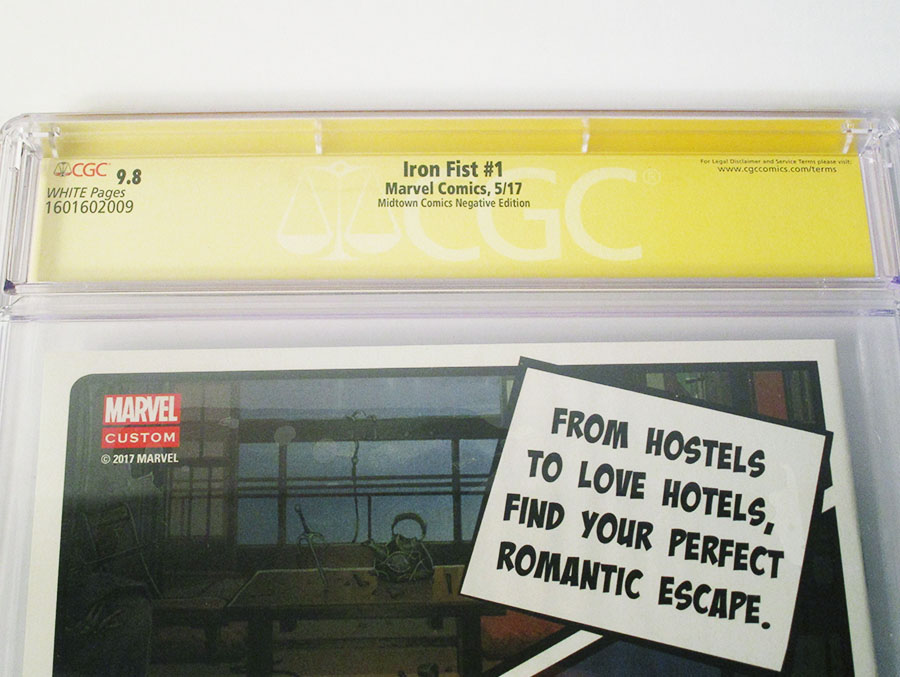 CGC 9.8
WHITE Pages
1601602009
Iron Fist #1
Marvel Comics, 5/17
Midtown Comics Negative Edition
For Legal Disclaimer and Service Terms please visit:
www.cgccomics.com/terms
CGC®
MARVEL
CUSTOM
© 2017 MARVEL
FROM HOSTELS
TO LOVE HOTELS,
FIND YOUR PERFECT
ROMANTIC ESCAPE.